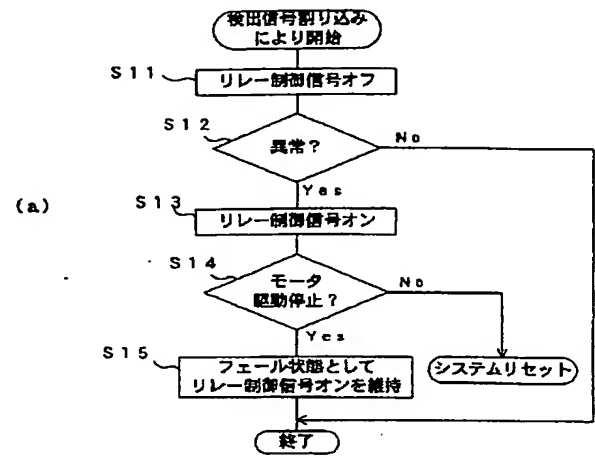 検出信号割り込み
により開始
S11
リレー制御信号オフ
S12
異常?
No
Yes
(a)
S13
リレー制御信号オン
S14
モータ
駆動停止?
No
Yes
S15
フェール状態として
リレー制御信号オンを維持
システムリセット
終了